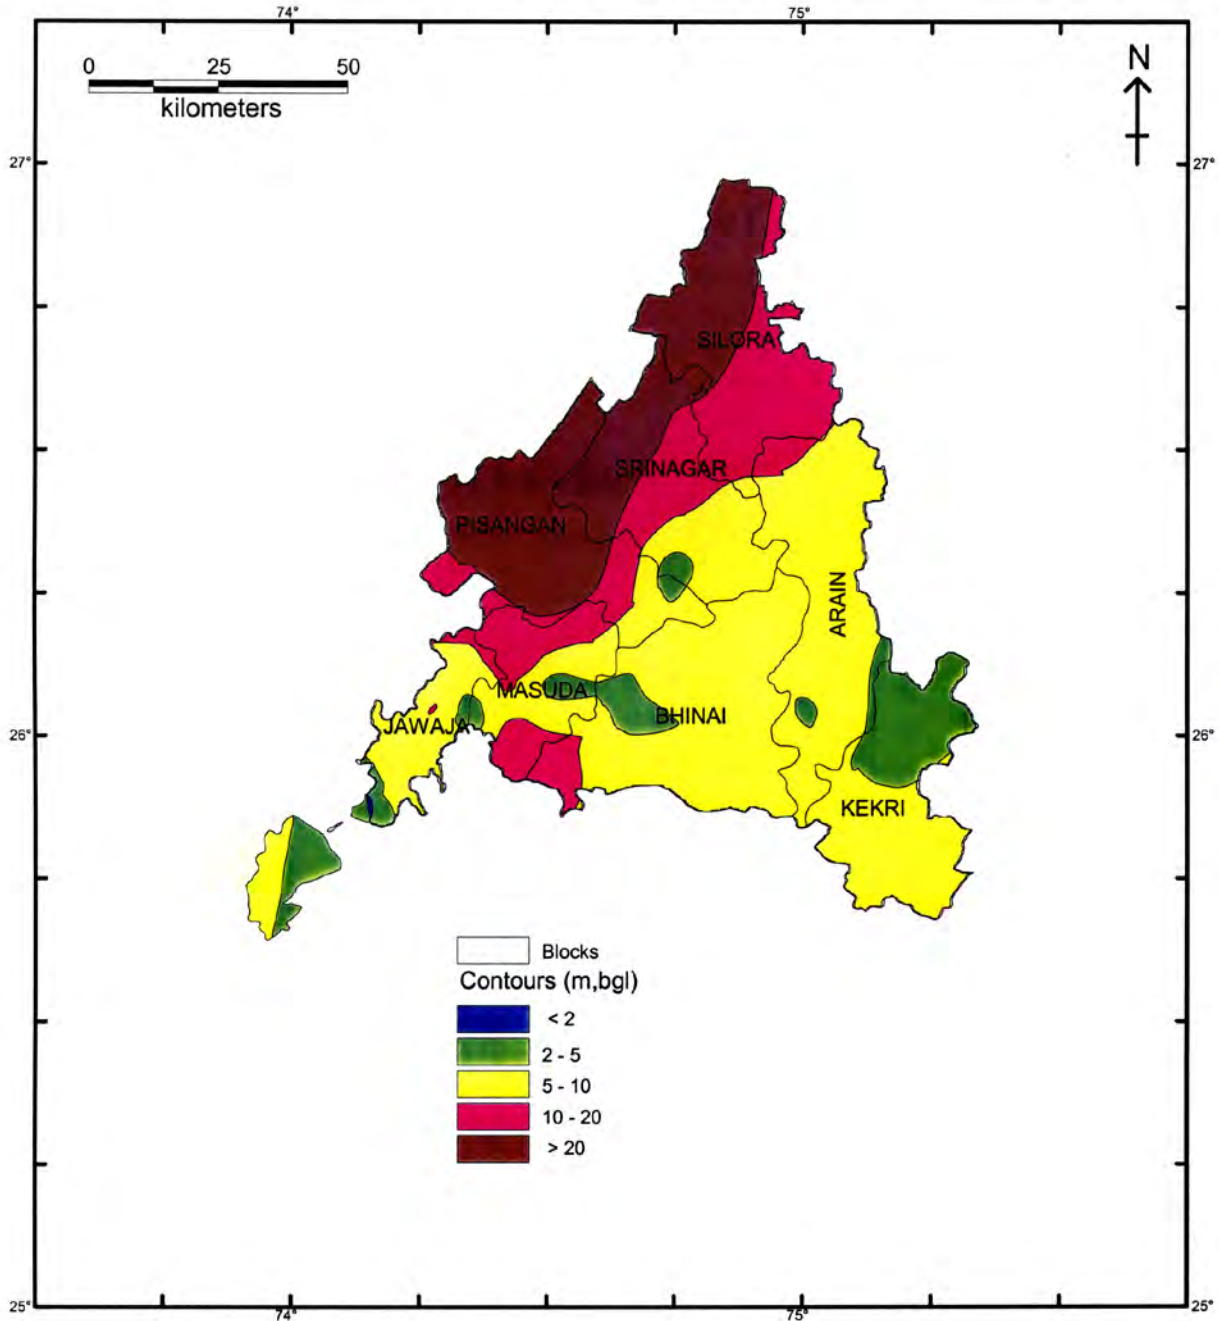 74° 75°
0 25 50
kilometers
N
27° 27°
SILORA
SRINAGAR
PISANGAN
ARAIN
MASUDA
BHINAI
JAWAJA
26° 26°
KEKRI
Blocks
Contours (m,bgl)
< 2
2 - 5
5 - 10
10 - 20
> 20
25° 25°
74° 75°